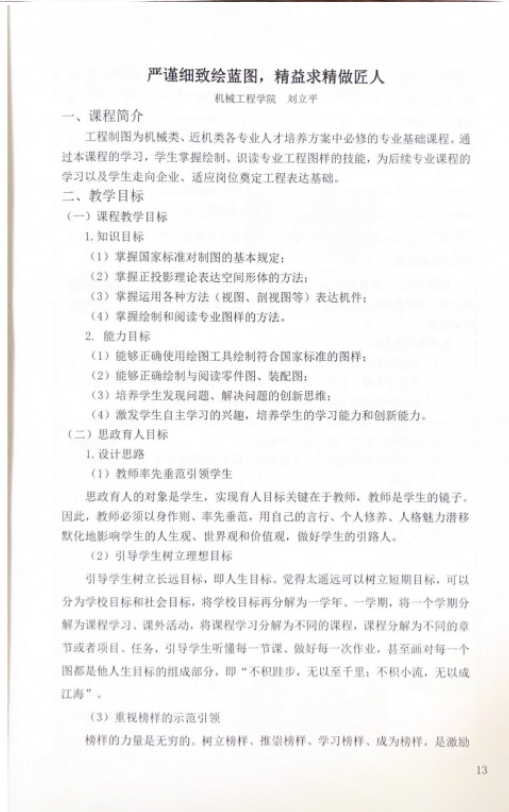 严谨细致绘蓝图，精益求精做匠人
机械工程学院 刘立平
一、课程简介
工程制图为机械类、近机类各专业人才培养方案中必修的专业基础课程。通
过本课程的学习，学生掌握绘制、识读专业工程图样的技能，为后续专业课程的
学习以及学生走向企业、适应岗位奠定工程表达基础。
二、教学目标
（一）课程教学目标
1.知识目标
（1）掌握国家标准对制图的基本规定；
（2）掌握正投影理论表达空间形体的方法；
（3）掌握运用各种方法（视图、剖视图等）表达机件；
（4）掌握绘制和阅读专业图样的方法。
2. 能力目标
（1）能够正确使用绘图工具绘制符合国家标准的图样；
（2）能够正确绘制与阅读零件图、装配图；
（3）培养学生发现问题、解决问题的创新思维；
（4）激发学生自主学习的兴趣，培养学生的学习能力和创新能力。
（二）思政育人目标
1.设计思路
（1）教师率先垂范引领学生
思政育人的对象是学生，实现育人目标关键在于教师，教师是学生的镜子。
因此，教师必须以身作则、率先垂范，用自己的言行、个人修养、人格魅力潜移
默化地影响学生的人生观、世界观和价值观，做好学生的引路人。
（2）引导学生树立理想目标
引导学生树立长远目标，即人生目标。觉得太遥远可以树立短期目标，可以
分为学校目标和社会目标，将学校目标再分解为一学年、一学期，将一个学期分
解为课程学习、课外活动，将课程学习分解为不同的课程，课程分解为不同的章
节或者项目、任务，引导学生听懂每一节课、做好每一次作业，甚至画对每一个
图都是他人生目标的组成部分，即“不积跬步，无以至千里；不积小流，无以成
江海”。
（3）重视榜样的示范引领
榜样的力量是无穷的。树立榜样、推崇榜样、学习榜样、成为榜样，是激励
13